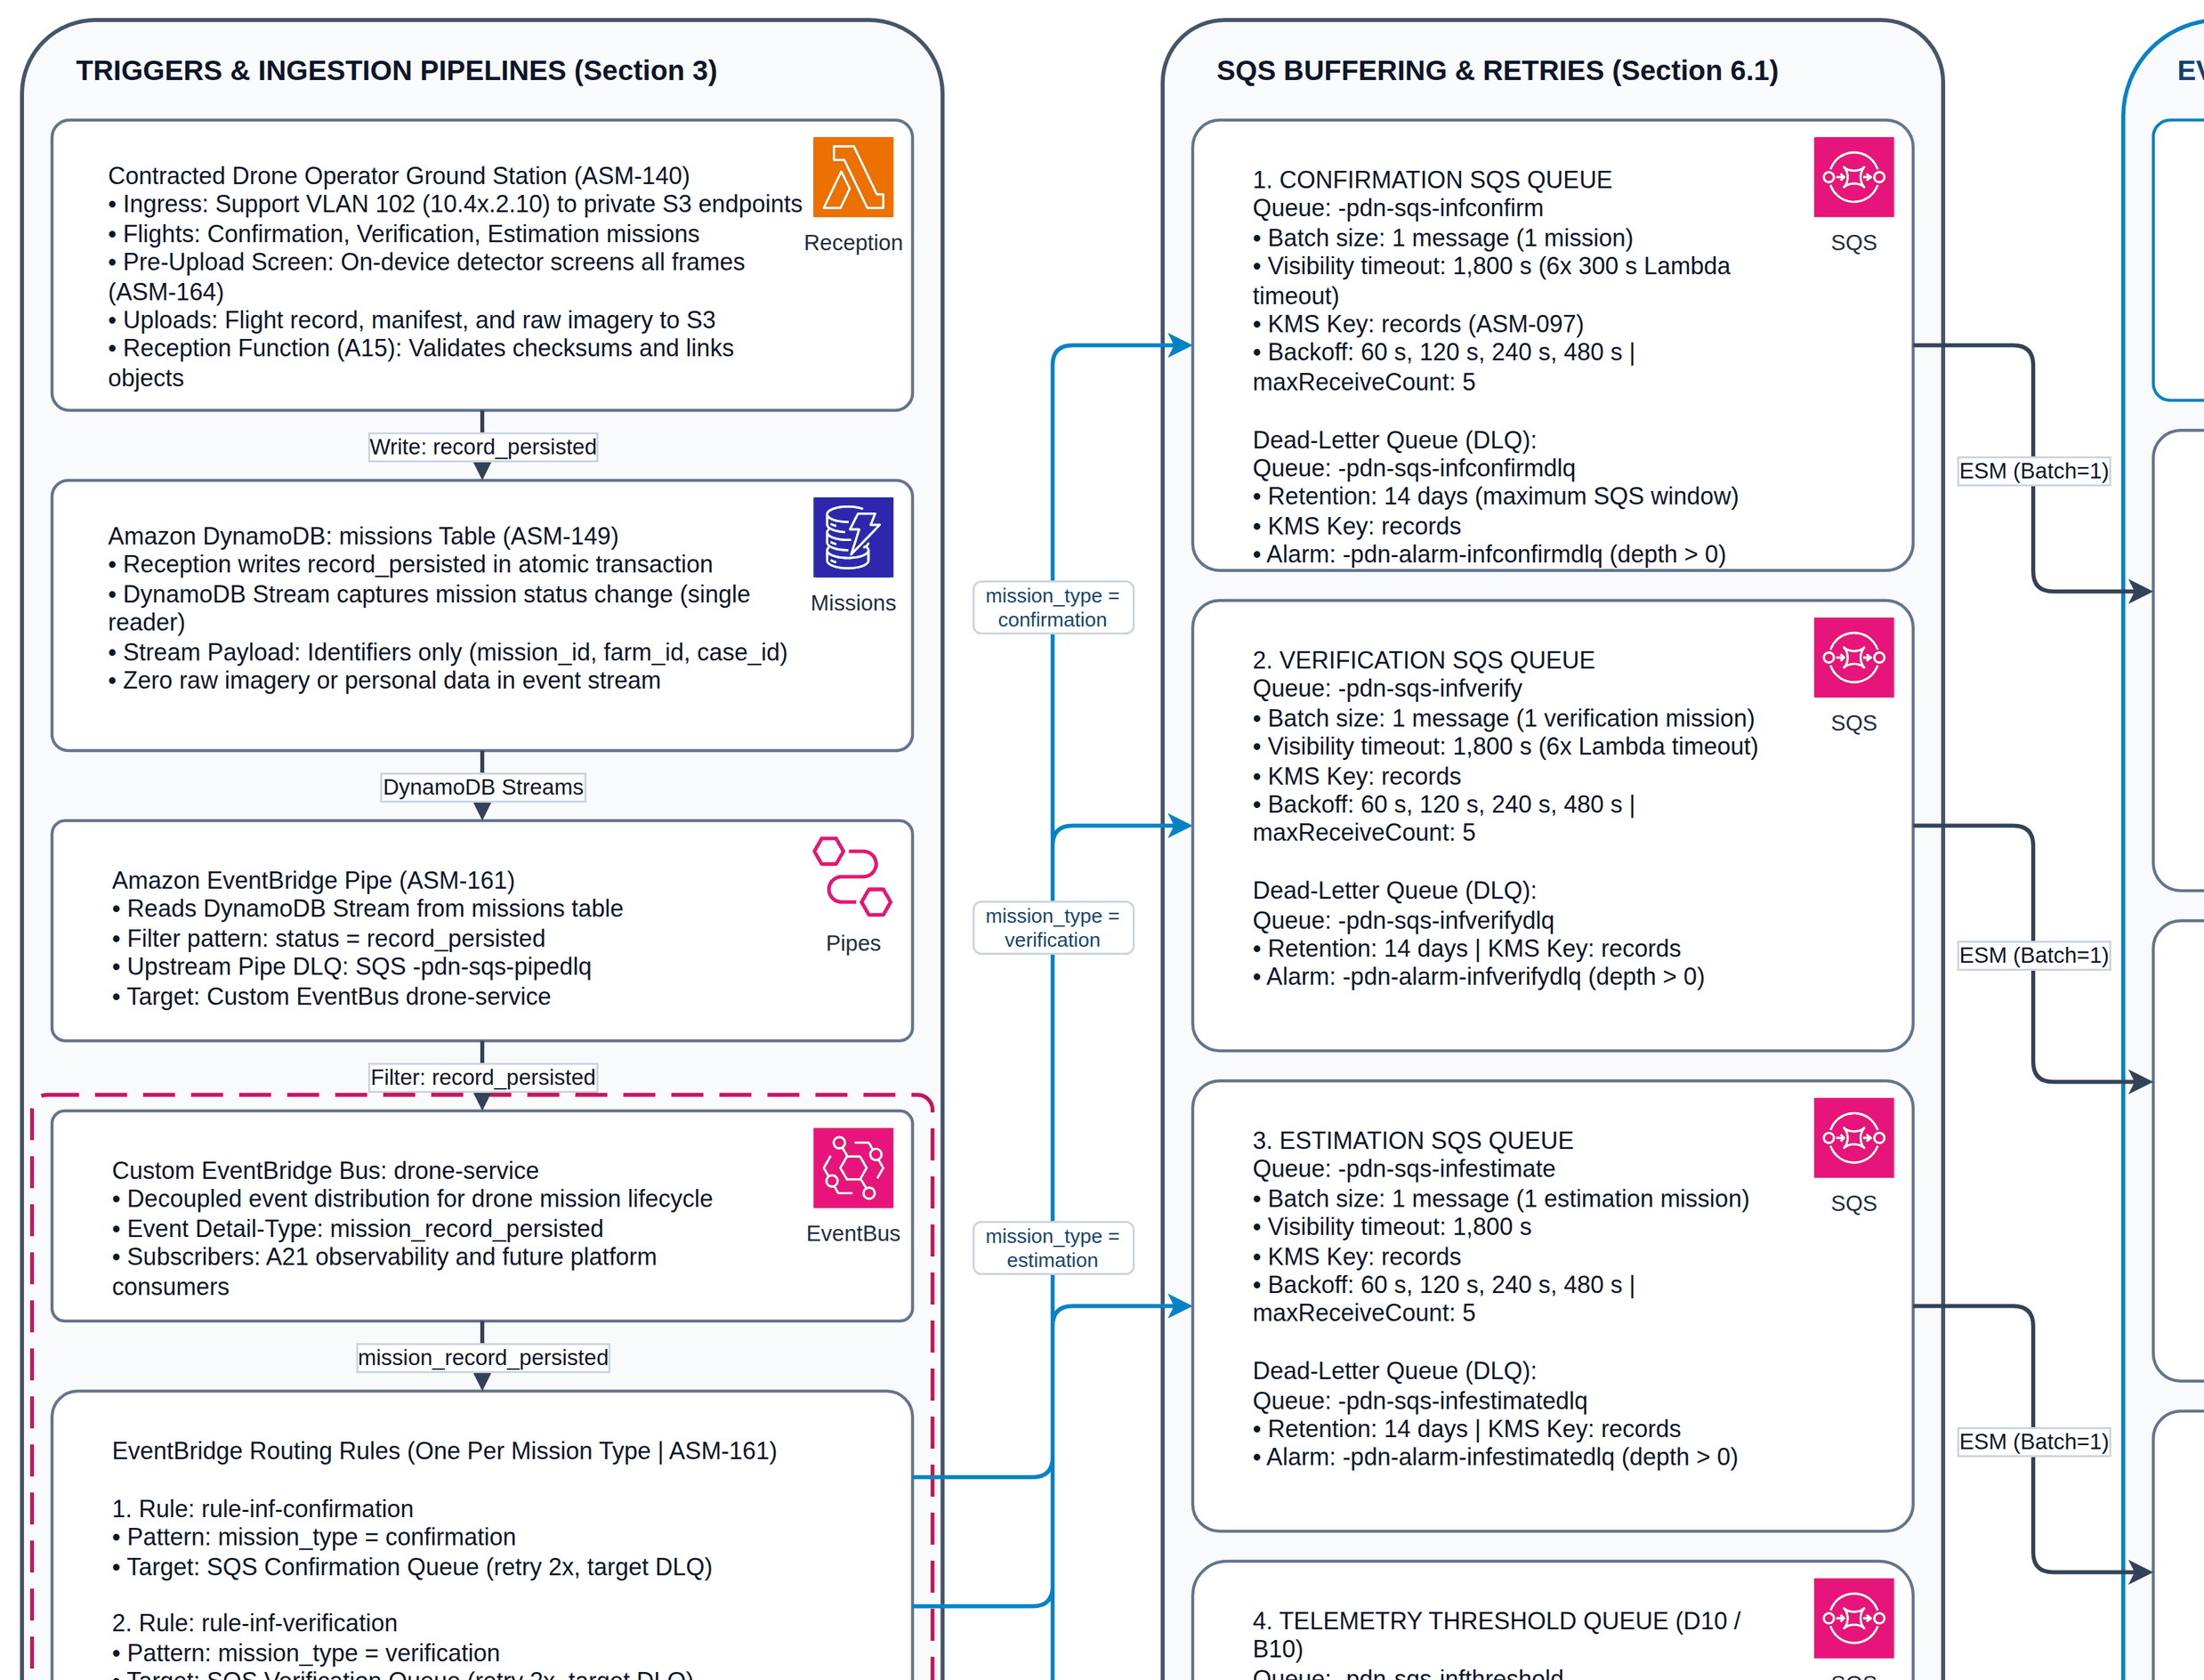 TRIGGERS & INGESTION PIPELINES (Section 3)
Contracted Drone Operator Ground Station (ASM-140)
• Ingress: Support VLAN 102 (10.4x.2.10) to private S3 endpoints
• Flights: Confirmation, Verification, Estimation missions
• Pre-Upload Screen: On-device detector screens all frames
(ASM-164)
• Uploads: Flight record, manifest, and raw imagery to S3
• Reception Function (A15): Validates checksums and links
objects
Reception
Write: record_persisted
Amazon DynamoDB: missions Table (ASM-149)
• Reception writes record_persisted in atomic transaction
• DynamoDB Stream captures mission status change (single
reader)
• Stream Payload: Identifiers only (mission_id, farm_id, case_id)
• Zero raw imagery or personal data in event stream
Missions
DynamoDB Streams
Amazon EventBridge Pipe (ASM-161)
• Reads DynamoDB Stream from missions table
• Filter pattern: status = record_persisted
• Upstream Pipe DLQ: SQS -pdn-sqs-pipedlq
• Target: Custom EventBus drone-service
Pipes
Filter: record_persisted
Custom EventBridge Bus: drone-service
• Decoupled event distribution for drone mission lifecycle
• Event Detail-Type: mission_record_persisted
• Subscribers: A21 observability and future platform
consumers
EventBus
mission_record_persisted
EventBridge Routing Rules (One Per Mission Type | ASM-161)
1. Rule: rule-inf-confirmation
• Pattern: mission_type = confirmation
• Target: SQS Confirmation Queue (retry 2x, target DLQ)
2. Rule: rule-inf-verification
• Pattern: mission_type = verification
• Target: SQS Verification Queue (retry 2x, target DLQ)
mission_type =
confirmation
mission_type =
verification
mission_type =
estimation
SQS BUFFERING & RETRIES (Section 6.1)
1. CONFIRMATION SQS QUEUE
Queue: -pdn-sqs-infconfirm
• Batch size: 1 message (1 mission)
• Visibility timeout: 1,800 s (6x 300 s Lambda
timeout)
• KMS Key: records (ASM-097)
• Backoff: 60 s, 120 s, 240 s, 480 s |
maxReceiveCount: 5
Dead-Letter Queue (DLQ):
Queue: -pdn-sqs-infconfirmdlq
• Retention: 14 days (maximum SQS window)
• KMS Key: records
• Alarm: -pdn-alarm-infconfirmdlq (depth > 0)
SQS
2. VERIFICATION SQS QUEUE
Queue: -pdn-sqs-infverify
• Batch size: 1 message (1 verification mission)
• Visibility timeout: 1,800 s (6x Lambda timeout)
• KMS Key: records
• Backoff: 60 s, 120 s, 240 s, 480 s |
maxReceiveCount: 5
Dead-Letter Queue (DLQ):
Queue: -pdn-sqs-infverifydlq
• Retention: 14 days | KMS Key: records
• Alarm: -pdn-alarm-infverifydlq (depth > 0)
SQS
3. ESTIMATION SQS QUEUE
Queue: -pdn-sqs-infestimate
• Batch size: 1 message (1 estimation mission)
• Visibility timeout: 1,800 s
• KMS Key: records
• Backoff: 60 s, 120 s, 240 s, 480 s |
maxReceiveCount: 5
Dead-Letter Queue (DLQ):
Queue: -pdn-sqs-infestimatedlq
• Retention: 14 days | KMS Key: records
• Alarm: -pdn-alarm-infestimatedlq (depth > 0)
SQS
4. TELEMETRY THRESHOLD QUEUE (D10 /
B10)
Queue: -pdn-sqs-infthreshold
SQS
ESM (Batch=1)
ESM (Batch=1)
ESM (Batch=1)